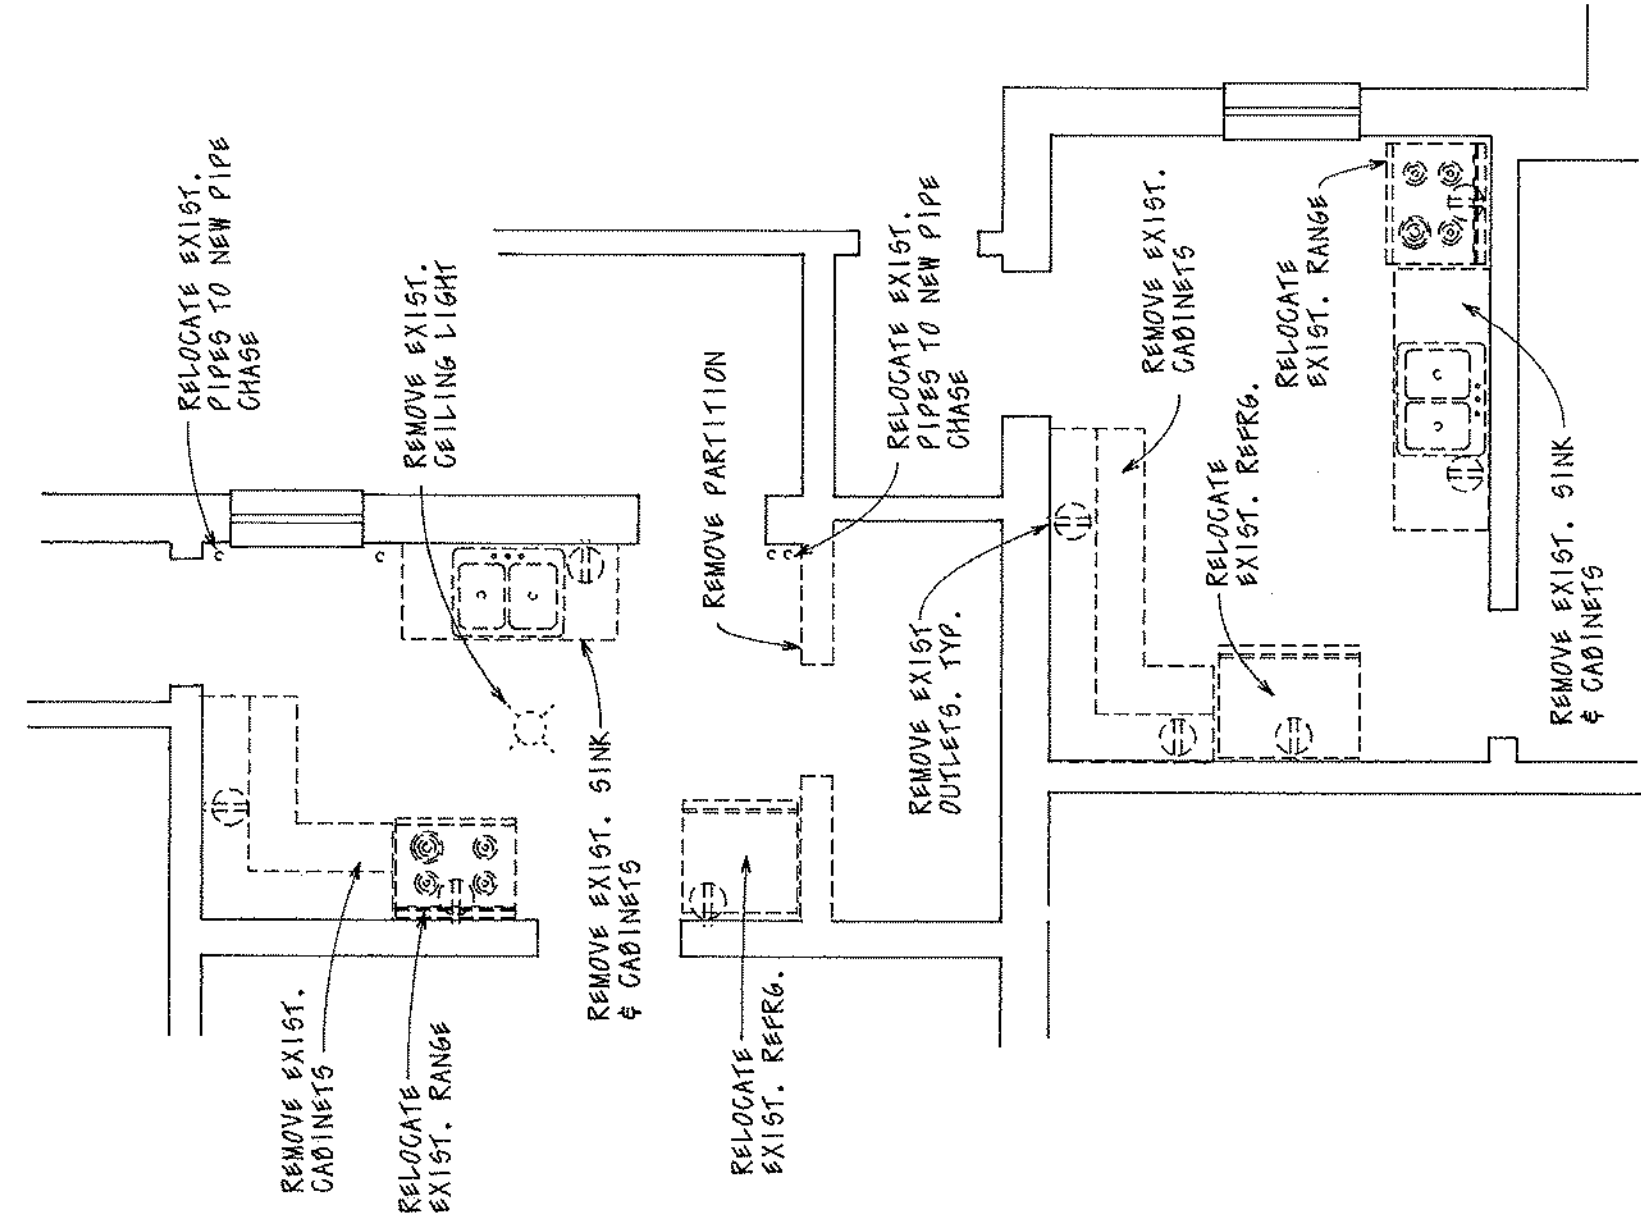 RELOCATE EXIST.
PIPES TO NEW PIPE
CHASE
REMOVE EXIST.
CEILING LIGHT
REMOVE PARTITION
RELOCATE EXIST.
PIPES TO NEW PIPE
CHASE
REMOVE EXIST.
CABINETS
RELOCATE
EXIST. RANGE
REMOVE EXIST. SINK
& CABINETS
RELOCATE
EXIST. REFRG.
REMOVE EXIST
OUTLETS. TYP.
RELOCATE
EXIST. REFRG.
REMOVE EXIST.
CABINETS
RELOCATE
EXIST. RANGE
REMOVE EXIST. SINK
& CABINETS